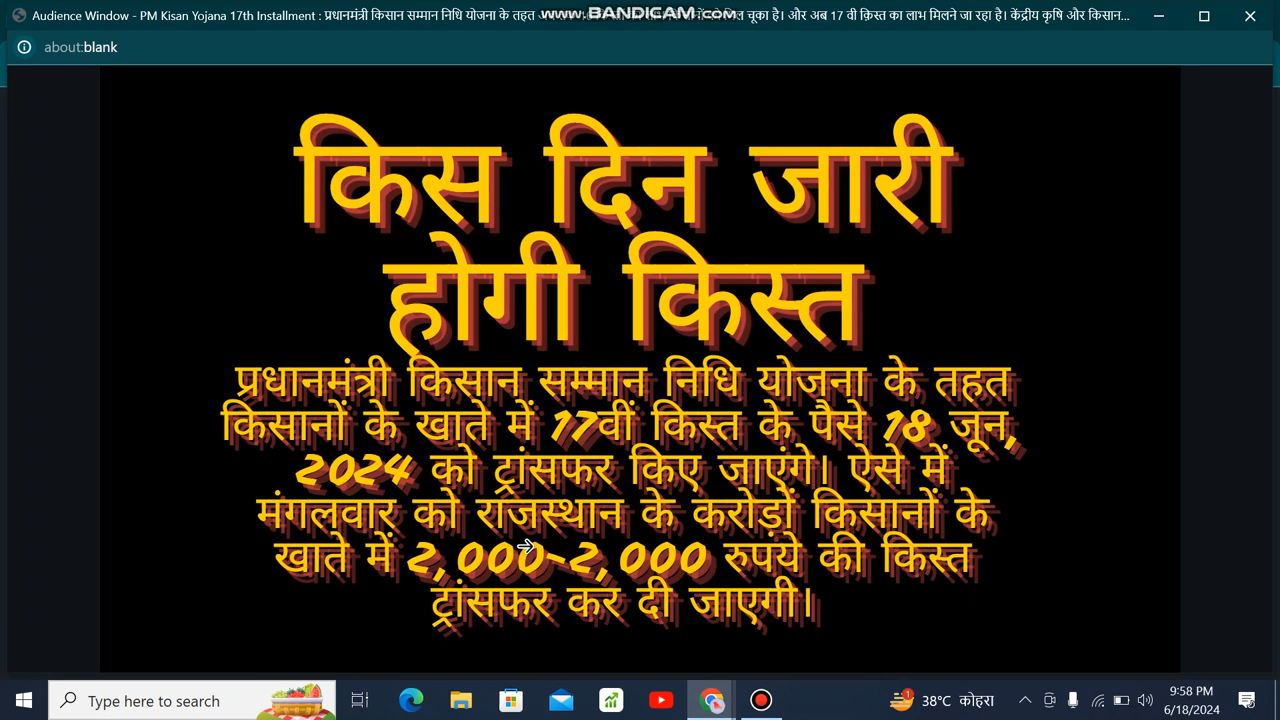 Audience Window - PM Kisan Yojana 17th Installment : प्रधानमंत्री किसान सम्मान निधि योजना के तहत
www.BANDICAM.com
चूका है। और अब 17 वी क़िस्त का लाभ मिलने जा रहा है। केंद्रीय कृषि और किसान...
about:blank
किस दिन जारी
होगी किस्त
प्रधानमंत्री किसान सम्मान निधि योजना के तहत
किसानों के खाते में 17वीं किस्त के पैसे 18 जून,
2024 को ट्रांसफर किए जाएंगे। ऐसे में
मंगलवार को राजस्थान के करोड़ों किसानों के
खाते में 2,000-2,000 रुपये की किस्त
ट्रांसफर कर दी जाएगी।
Type here to search
1
38°C कोहरा
9:58 PM
6/18/2024